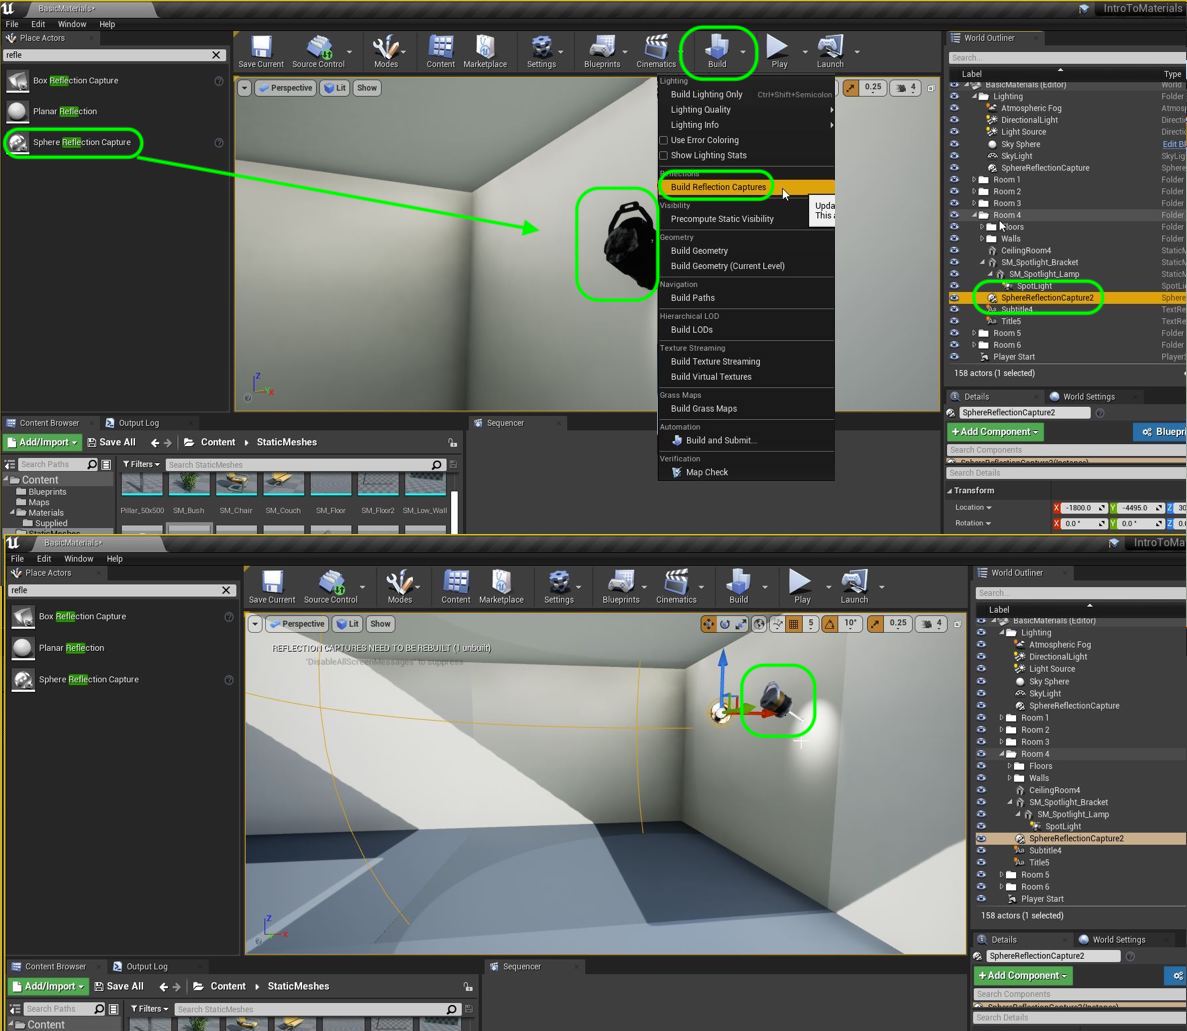 BasicMaterials*
IntroToMaterials
File Edit Window Help
Place Actors
refle
Box Reflection Capture
Planar Reflection
Sphere Reflection Capture
Save Current
Source Control
Modes
Content
Marketplace
Settings
Blueprints
Cinematics
Build
Play
Launch
Perspective
Lit
Show
0.25
4
Lighting
Build Lighting Only Ctrl+Shift+Semicolon
Lighting Quality
Lighting Info
Use Error Coloring
Show Lighting Stats
Reflections
Build Reflection Captures
Visibility
Precompute Static Visibility
Geometry
Build Geometry
Build Geometry (Current Level)
Navigation
Build Paths
Hierarchical LOD
Build LODs
Texture Streaming
Build Texture Streaming
Build Virtual Textures
Grass Maps
Build Grass Maps
Automation
Build and Submit...
Verification
Map Check
Upda
This a
World Outliner
Search...
Label Type
BasicMaterials (Editor) World
Lighting Folder
Atmospheric Fog Atmos
DirectionalLight Directi
Light Source Directi
Sky Sphere Edit B
SkyLight SkyLig
SphereReflectionCapture Sphere
Room 1 Folder
Room 2 Folder
Room 3 Folder
Room 4 Folder
Floors Folder
Walls Folder
CeilingRoom4 StaticM
SM_Spotlight_Bracket StaticM
SM_Spotlight_Lamp StaticM
SpotLight SpotLi
SphereReflectionCapture2 Sphere
Subtitle4 TextRe
Title5 TextRe
Room 5 Folder
Room 6 Folder
Player Start Player
158 actors (1 selected)
Details
World Settings
SphereReflectionCapture2
+Add Component
Bluepri
Search Components
SphereReflectionCapture2(Instance)
Search Details
Transform
Location X -1800.0 Y -4495.0 Z 30
Rotation X 0.0 ° Y 0.0 ° Z 0.0
Content Browser
Output Log
Sequencer
Add/Import
Save All
Content
StaticMeshes
Search Paths
Filters
Search StaticMeshes
Content
Blueprints
Maps
Materials
Supplied
StaticMeshes
Pillar_50x500
SM_Bush
SM_Chair
SM_Couch
SM_Floor
SM_Floor2
SM_Low_Wall
BasicMaterials*
IntroToMa
File Edit Window Help
Place Actors
refle
Box Reflection Capture
Planar Reflection
Sphere Reflection Capture
Save Current
Source Control
Modes
Content
Marketplace
Settings
Blueprints
Cinematics
Build
Play
Launch
Perspective
Lit
Show
5
10°
0.25
4
REFLECTION CAPTURES NEED TO BE REBUILT (1 unbuilt)
'DisableAllScreenMessages' to suppress
World Outliner
Search...
Label
BasicMaterials (Editor)
Lighting
Atmospheric Fog
DirectionalLight
Light Source
Sky Sphere
SkyLight
SphereReflectionCapture
Room 1
Room 2
Room 3
Room 4
Floors
Walls
CeilingRoom4
SM_Spotlight_Bracket
SM_Spotlight_Lamp
SpotLight
SphereReflectionCapture2
Subtitle4
Title5
Room 5
Room 6
Player Start
158 actors (1 selected)
Details
World Settings
SphereReflectionCapture2
+Add Component
Search Components
SphereReflectionCapture2(Instance)
Search Details
Content Browser
Output Log
Sequencer
Add/Import
Save All
Content
StaticMeshes
Search Paths
Filters
Search StaticMeshes
Content